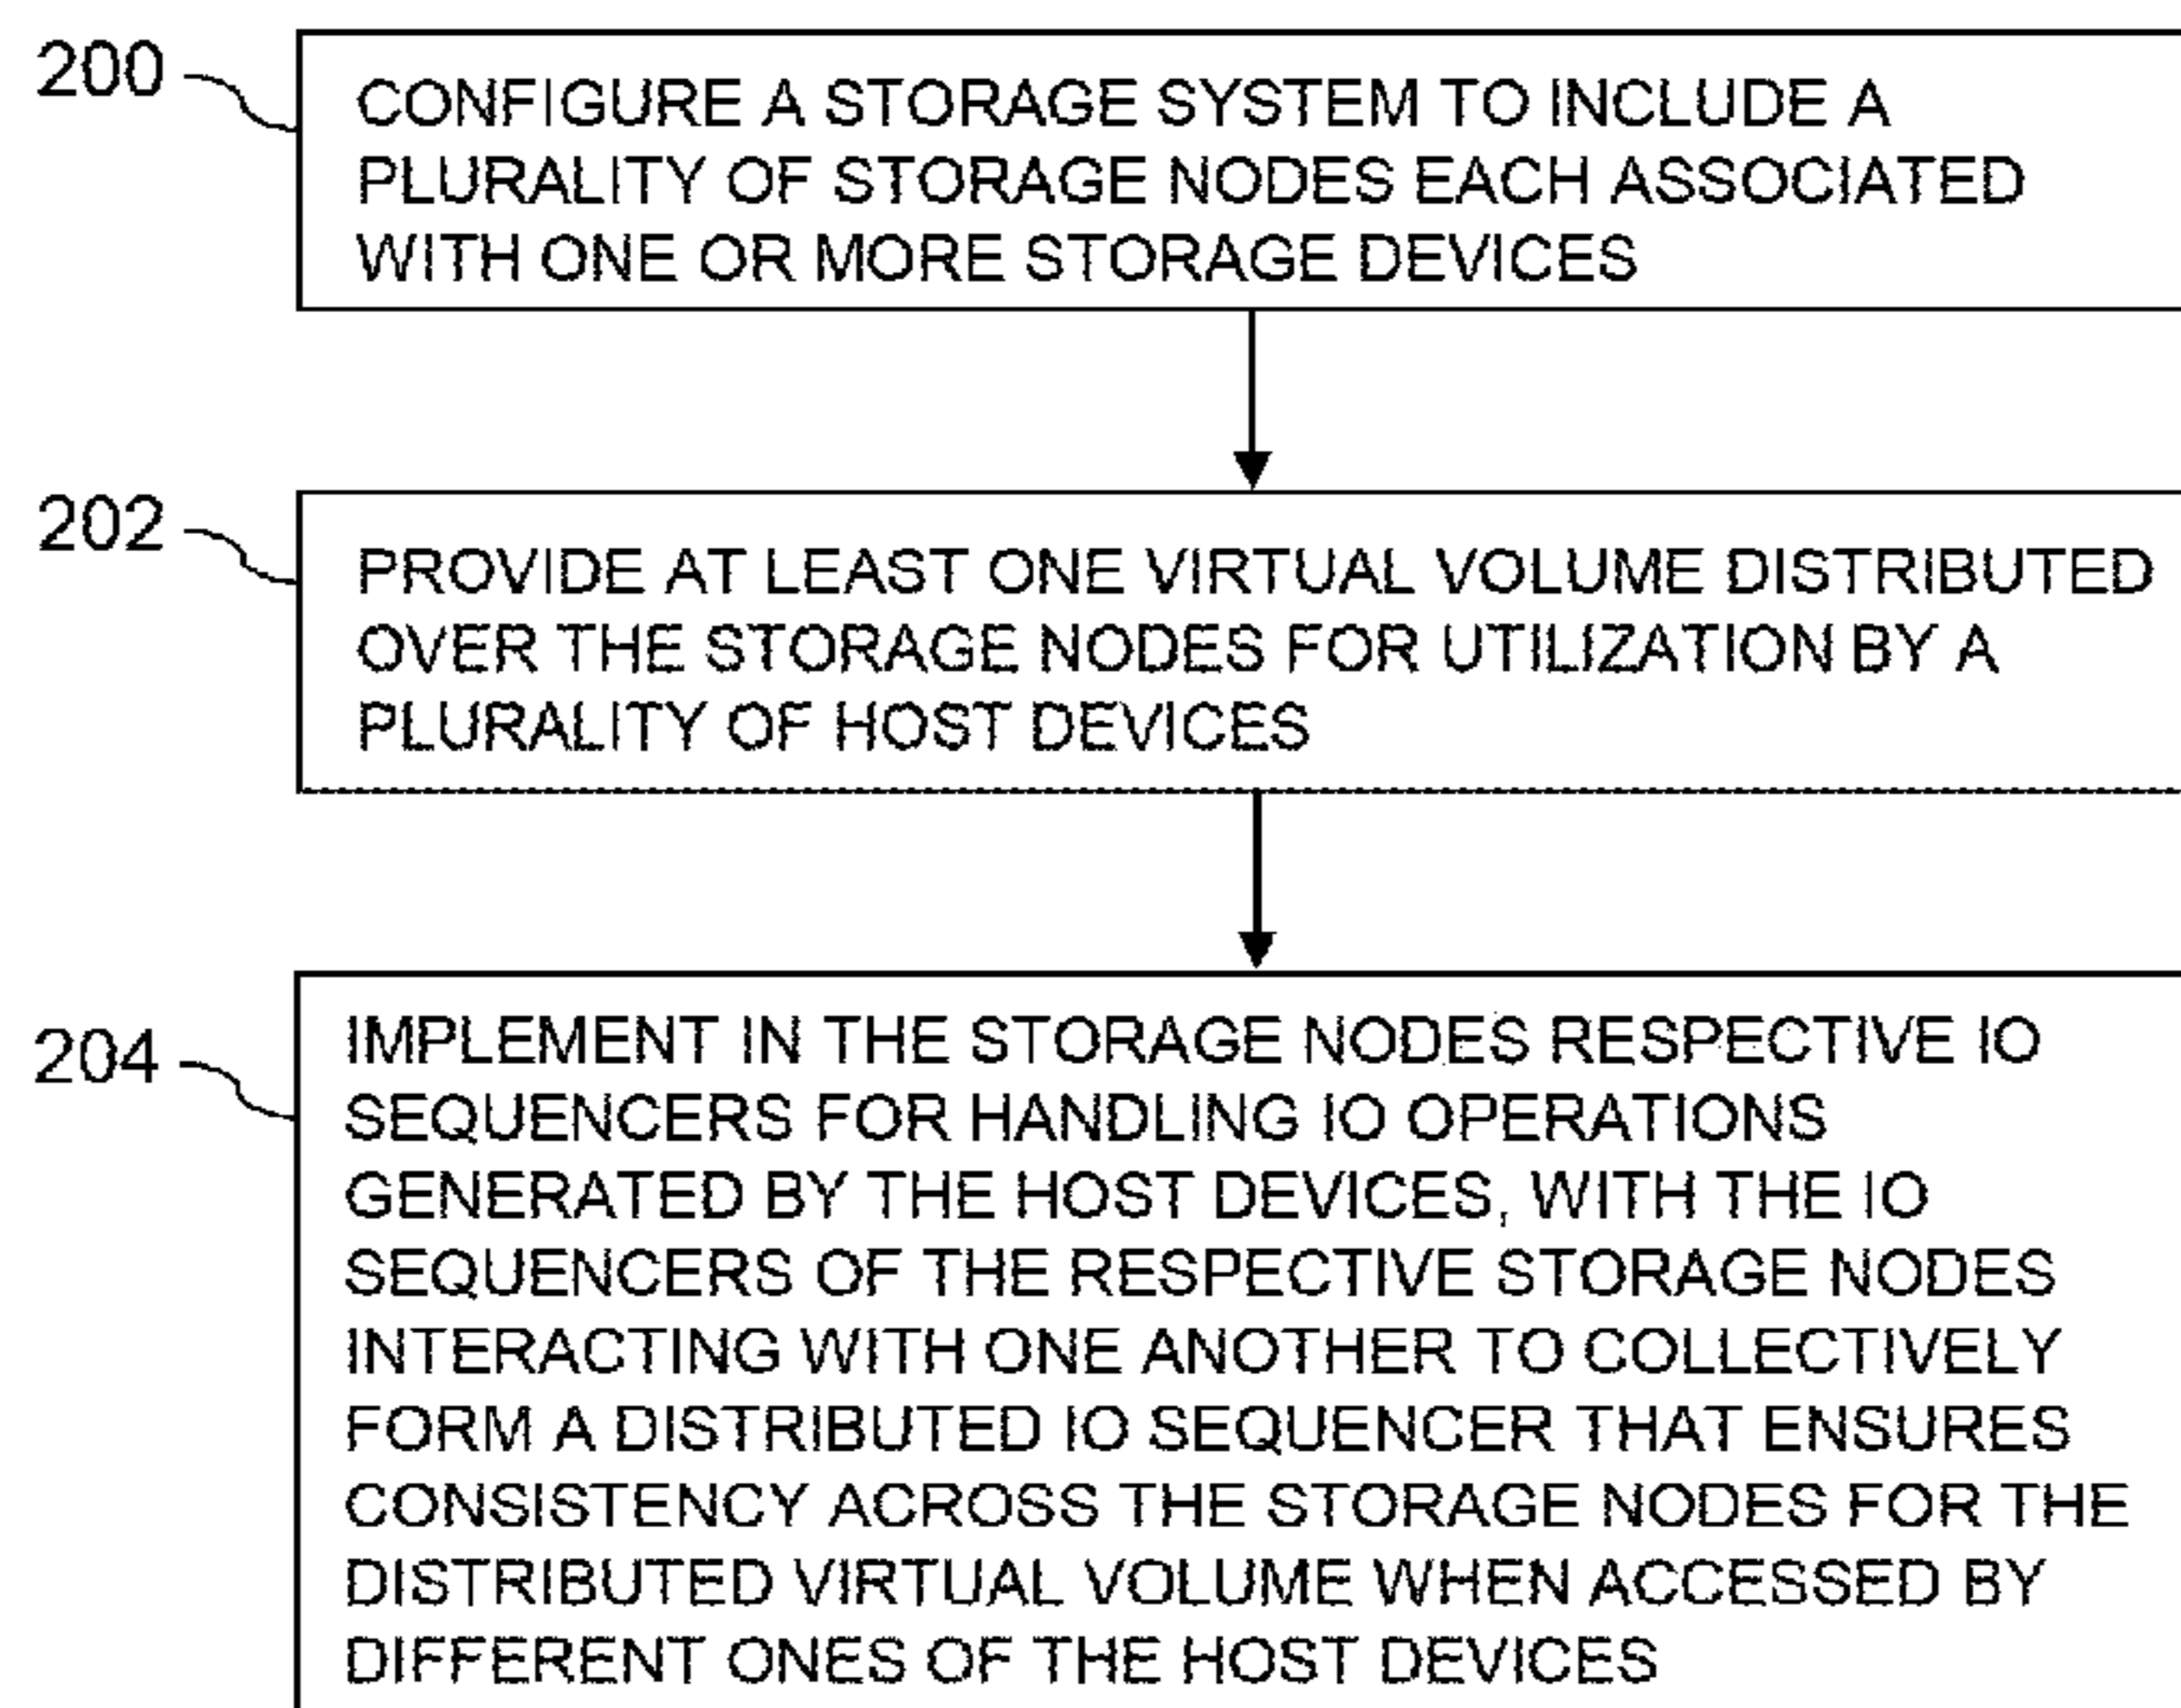 200
CONFIGURE A STORAGE SYSTEM TO INCLUDE A
PLURALITY OF STORAGE NODES EACH ASSOCIATED
WITH ONE OR MORE STORAGE DEVICES
202
PROVIDE AT LEAST ONE VIRTUAL VOLUME DISTRIBUTED
OVER THE STORAGE NODES FOR UTILIZATION BY A
PLURALITY OF HOST DEVICES
204
IMPLEMENT IN THE STORAGE NODES RESPECTIVE IO
SEQUENCERS FOR HANDLING IO OPERATIONS
GENERATED BY THE HOST DEVICES, WITH THE IO
SEQUENCERS OF THE RESPECTIVE STORAGE NODES
INTERACTING WITH ONE ANOTHER TO COLLECTIVELY
FORM A DISTRIBUTED IO SEQUENCER THAT ENSURES
CONSISTENCY ACROSS THE STORAGE NODES FOR THE
DISTRIBUTED VIRTUAL VOLUME WHEN ACCESSED BY
DIFFERENT ONES OF THE HOST DEVICES